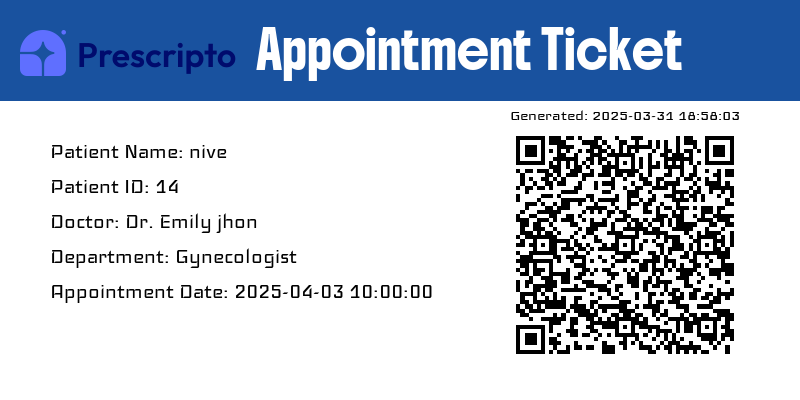 Prescripto Appointment Ticket
Generated: 2025-03-31 18:58:03
Patient Name: nive
Patient ID: 14
Doctor: Dr. Emily jhon
Department: Gynecologist
Appointment Date: 2025-04-03 10:00:00